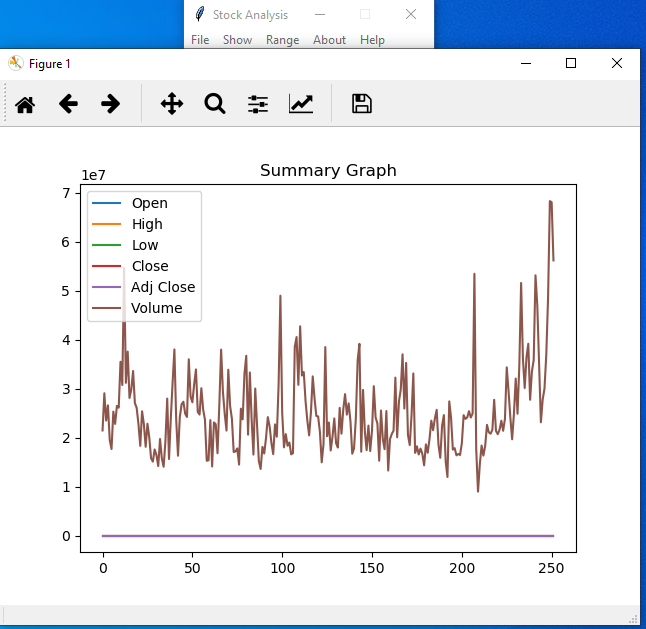 Stock Analysis
File Show Range About Help
Figure 1
Summary Graph
1e7
Open
High
Low
Close
Adj Close
Volume
7
6
5
4
3
2
1
0
0 50 100 150 200 250